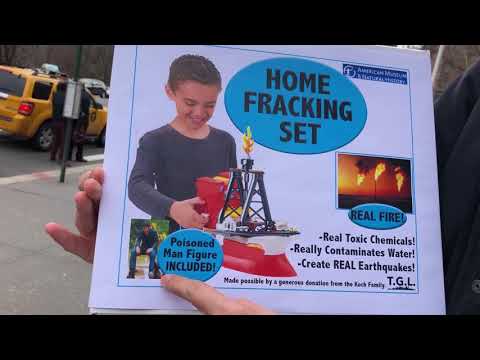 AMERICAN MUSEUM
& NATURAL HISTORY
HOME
FRACKING
SET
REAL FIRE!
-Real Toxic Chemicals!
-Really Contaminates Water!
-Create REAL Earthquakes!
Poisoned
Man Figure
INCLUDED!
Made possible by a generous donation from the Koch Family
T.G.L.